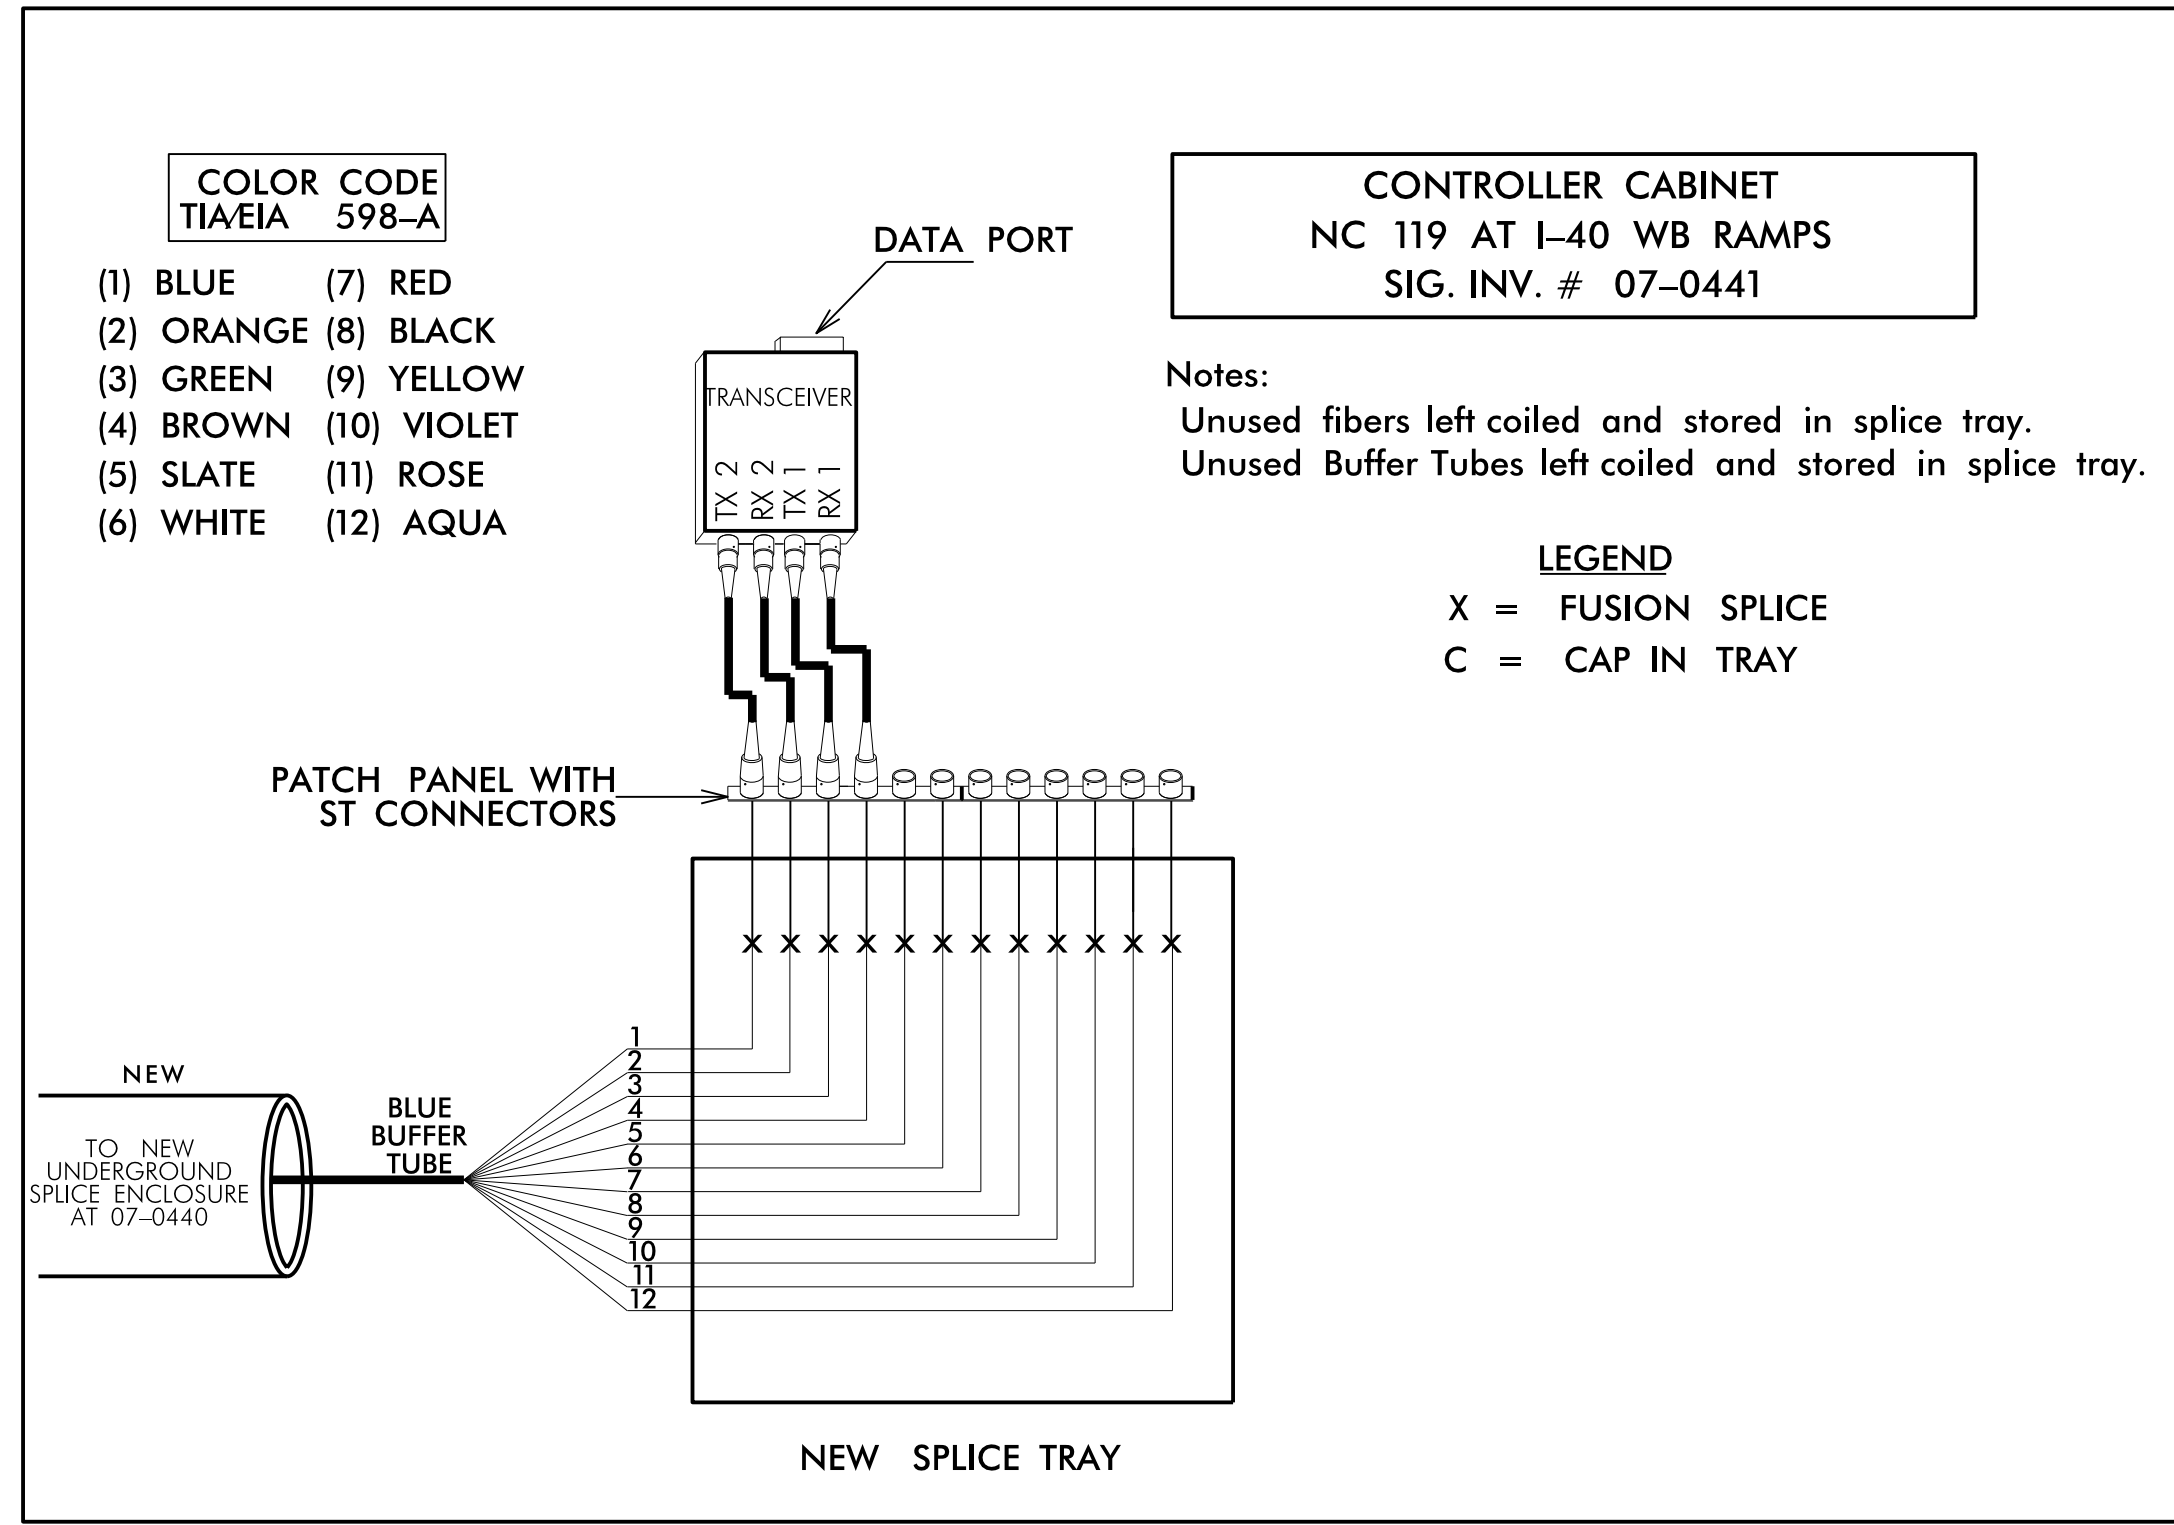 COLOR CODE
TIA/EIA 598-A
(1) BLUE (7) RED
(2) ORANGE (8) BLACK
(3) GREEN (9) YELLOW
(4) BROWN (10) VIOLET
(5) SLATE (11) ROSE
(6) WHITE (12) AQUA
DATA PORT
TRANSCEIVER
TX 2
RX 2
TX 1
RX 1
CONTROLLER CABINET
NC 119 AT I-40 WB RAMPS
SIG. INV. # 07-0441
Notes:
Unused fibers left coiled and stored in splice tray.
Unused Buffer Tubes left coiled and stored in splice tray.
LEGEND
X = FUSION SPLICE
C = CAP IN TRAY
PATCH PANEL WITH
ST CONNECTORS
X X X X X X X X X X X X
NEW
TO NEW
UNDERGROUND
SPLICE ENCLOSURE
AT 07-0440
BLUE
BUFFER
TUBE
1
2
3
4
5
6
7
8
9
10
11
12
NEW SPLICE TRAY